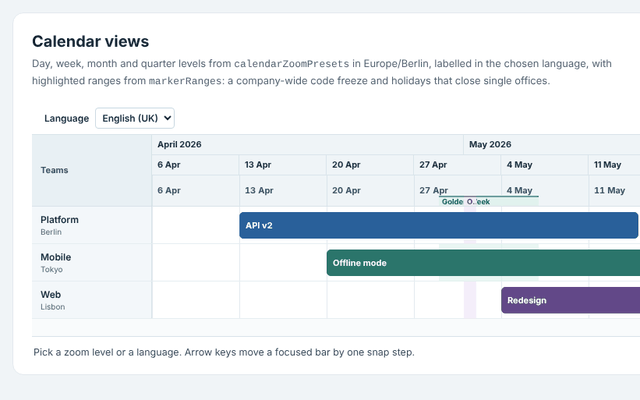 Calendar views
Day, week, month and quarter levels from calendarZoomPresets in Europe/Berlin, labelled in the chosen language, with
highlighted ranges from markerRanges: a company-wide code freeze and holidays that close single offices.
Language English (UK)
Teams
April 2026 May 2026
6 Apr 13 Apr 20 Apr 27 Apr 4 May 11 May
6 Apr 13 Apr 20 Apr 27 Apr 4 May 11 May
Platform
Berlin
API v2
Mobile
Tokyo
Offline mode
Web
Lisbon
Redesign
Pick a zoom level or a language. Arrow keys move a focused bar by one snap step.